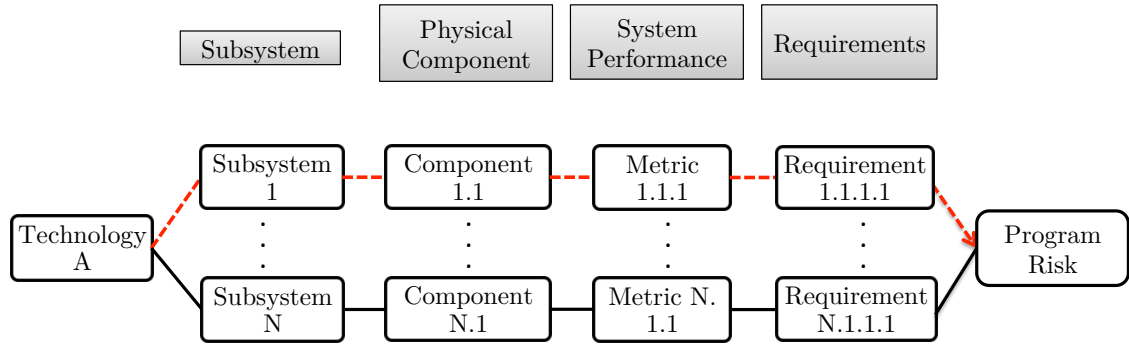 Subsystem
Physical
Component
System
Performance
Requirements
Subsystem
1
Component
1.1
Metric
1.1.1
Requirement
1.1.1.1
Technology
A
Program
Risk
Subsystem
N
Component
N.1
Metric N.
1.1
Requirement
N.1.1.1